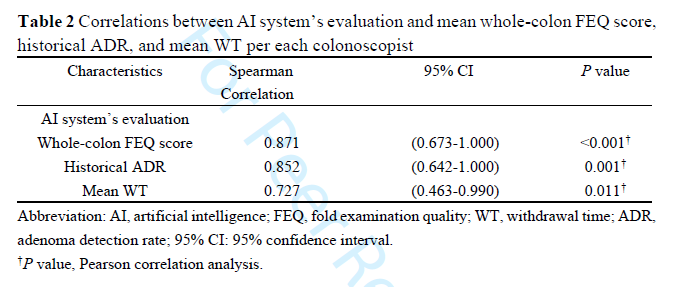 Table 2 Correlations between AI system's evaluation and mean whole-colon FEQ score,
historical ADR, and mean WT per each colonoscopist
Characteristics Spearman Correlation 95% CI P value
AI system's evaluation
Whole-colon FEQ score 0.871 (0.673-1.000) <0.001†
Historical ADR 0.852 (0.642-1.000) 0.001†
Mean WT 0.727 (0.463-0.990) 0.011†
Abbreviation: AI, artificial intelligence; FEQ, fold examination quality; WT, withdrawal time; ADR,
adenoma detection rate; 95% CI: 95% confidence interval.
†P value, Pearson correlation analysis.
For Peer Re